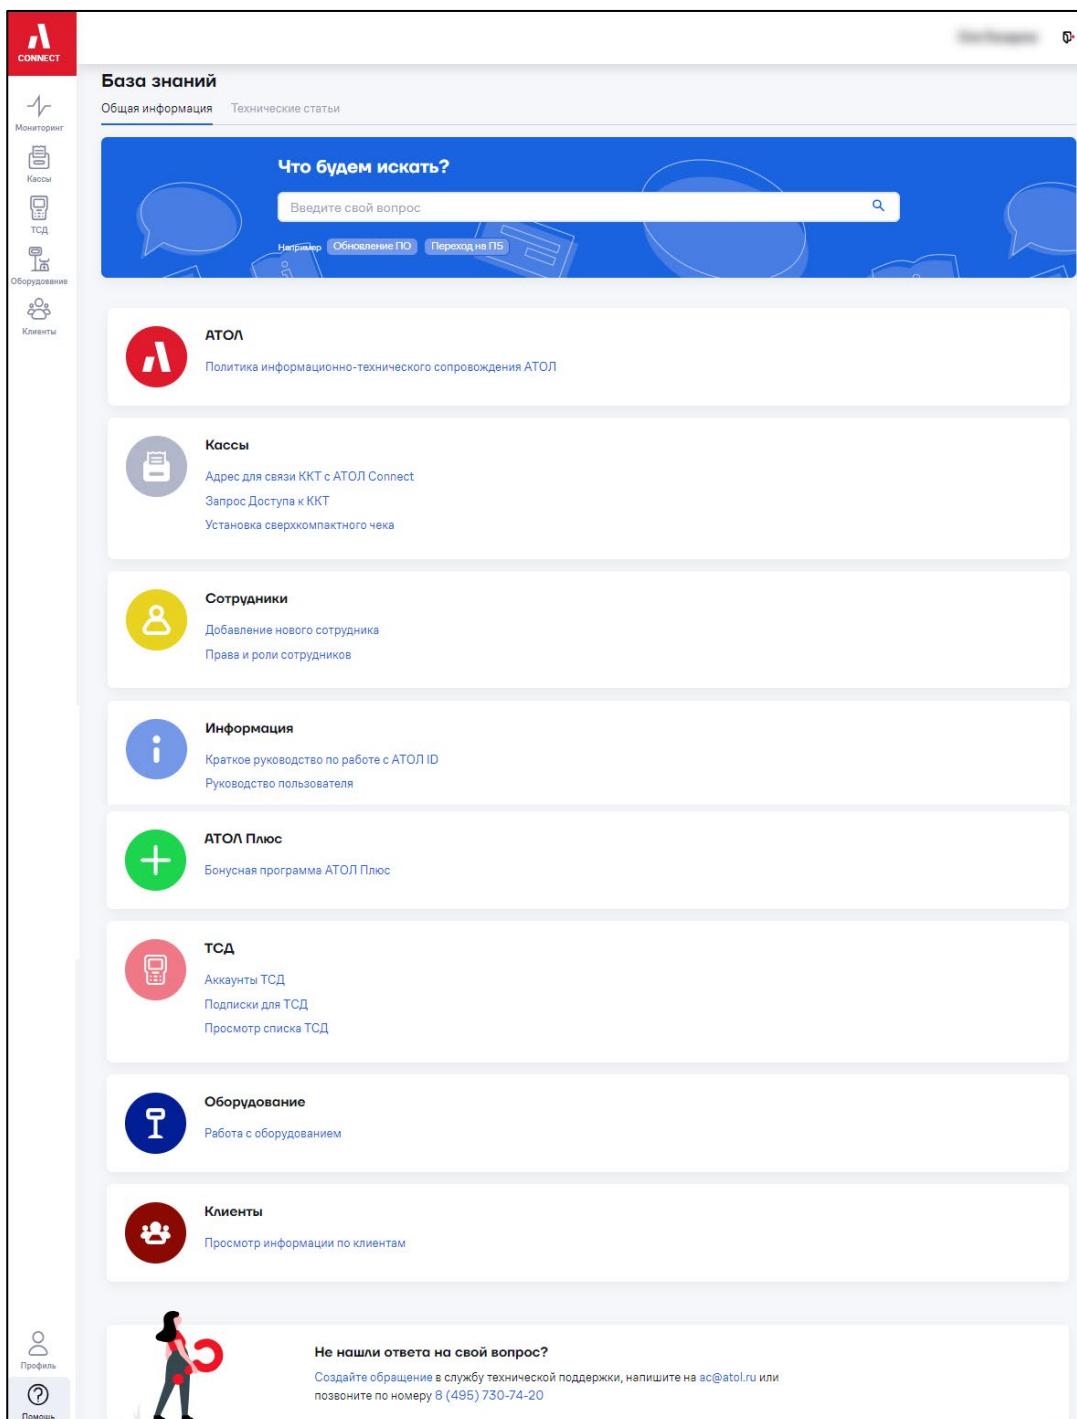 CONNECT
База знаний
Общая информация Технические статьи
Мониторинг
Кассы
ТСД
Оборудование
Клиенты
Что будем искать?
Введите свой вопрос
Например Обновление ПО Переход на П5
АТОЛ
Политика информационно-технического сопровождения АТОЛ
Кассы
Адрес для связи ККТ с АТОЛ Connect
Запрос Доступа к ККТ
Установка сверхкомпактного чека
Сотрудники
Добавление нового сотрудника
Права и роли сотрудников
Информация
Краткое руководство по работе с АТОЛ ID
Руководство пользователя
АТОЛ Плюс
Бонусная программа АТОЛ Плюс
ТСД
Аккаунты ТСД
Подписки для ТСД
Просмотр списка ТСД
Оборудование
Работа с оборудованием
Клиенты
Просмотр информации по клиентам
Не нашли ответа на свой вопрос?
Создайте обращение в службу технической поддержки, напишите на ac@atol.ru или
позвоните по номеру 8 (495) 730-74-20
Профиль
Помощь